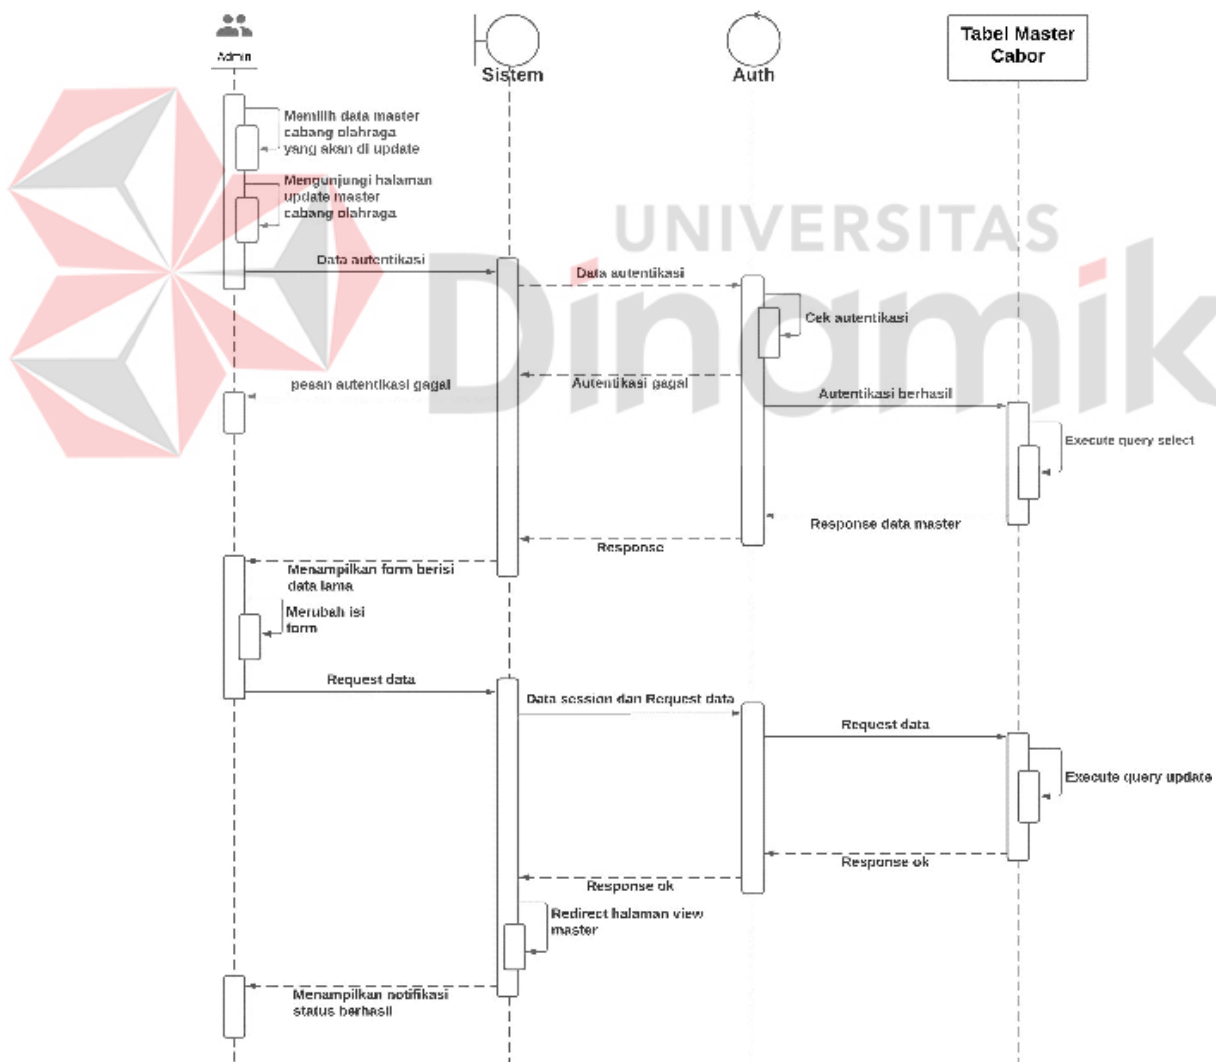 Admin
Sistem
Auth
Tabel Master
Cabor
Memilih data master
cabang olahraga
yang akan di update
Mengunjungi halaman
update master
cabang olahraga
UNIVERSITAS
Dinamik
Data autentikasi
Data autentikasi
Cek autentikasi
pesan autentikasi gagal
Autentikasi gagal
Autentikasi berhasil
Execute query select
Response data master
Response
Menampilkan form berisi
data lama
Merubah isi
form
Request data
Data session dan Request data
Request data
Execute query update
Response ok
Response ok
Redirect halaman view
master
Menampilkan notifikasi
status berhasil